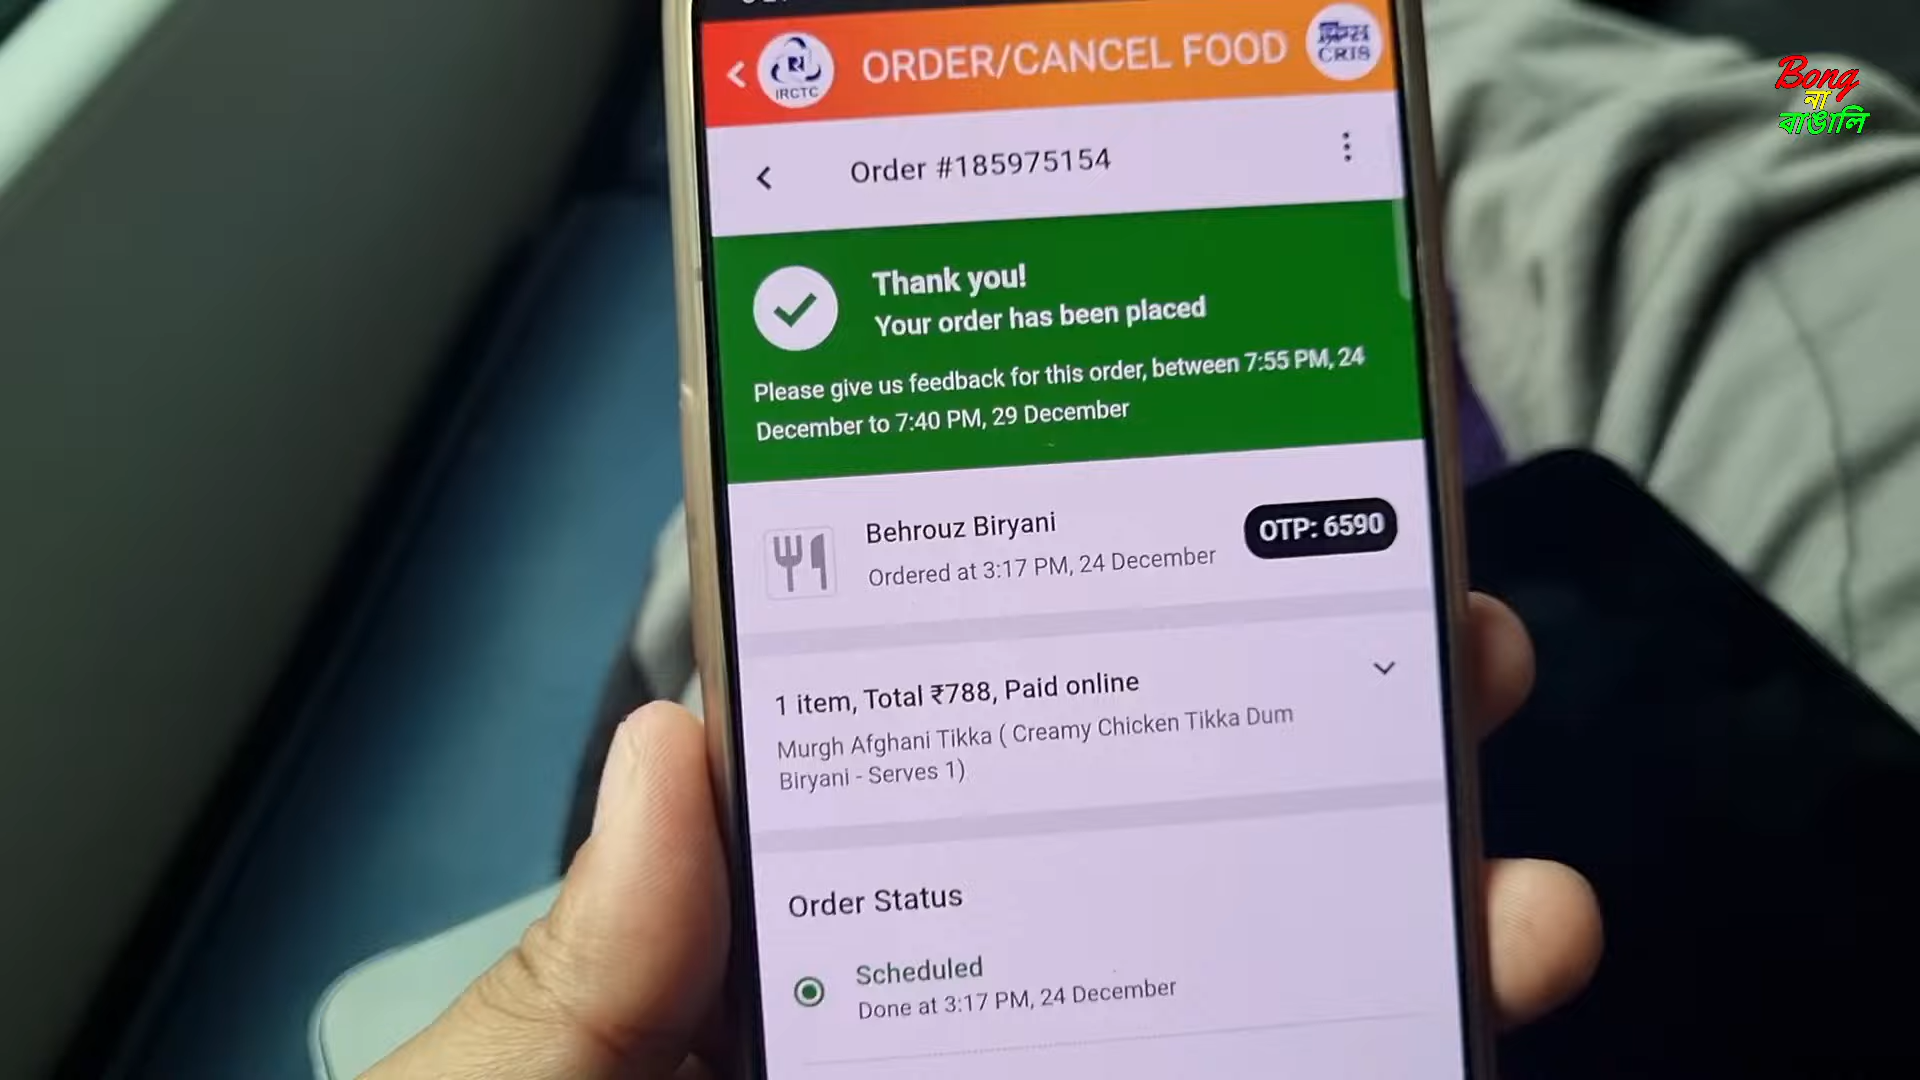 ORDER/CANCEL FOOD
IRCTC
CRIS
Bong
না
বাঙালি
Order #185975154
Thank you!
Your order has been placed
Please give us feedback for this order, between 7:55 PM, 24
December to 7:40 PM, 29 December
Behrouz Biryani
OTP: 6590
Ordered at 3:17 PM, 24 December
1 item, Total ₹788, Paid online
Murgh Afghani Tikka ( Creamy Chicken Tikka Dum
Biryani - Serves 1)
Order Status
Scheduled
Done at 3:17 PM, 24 December